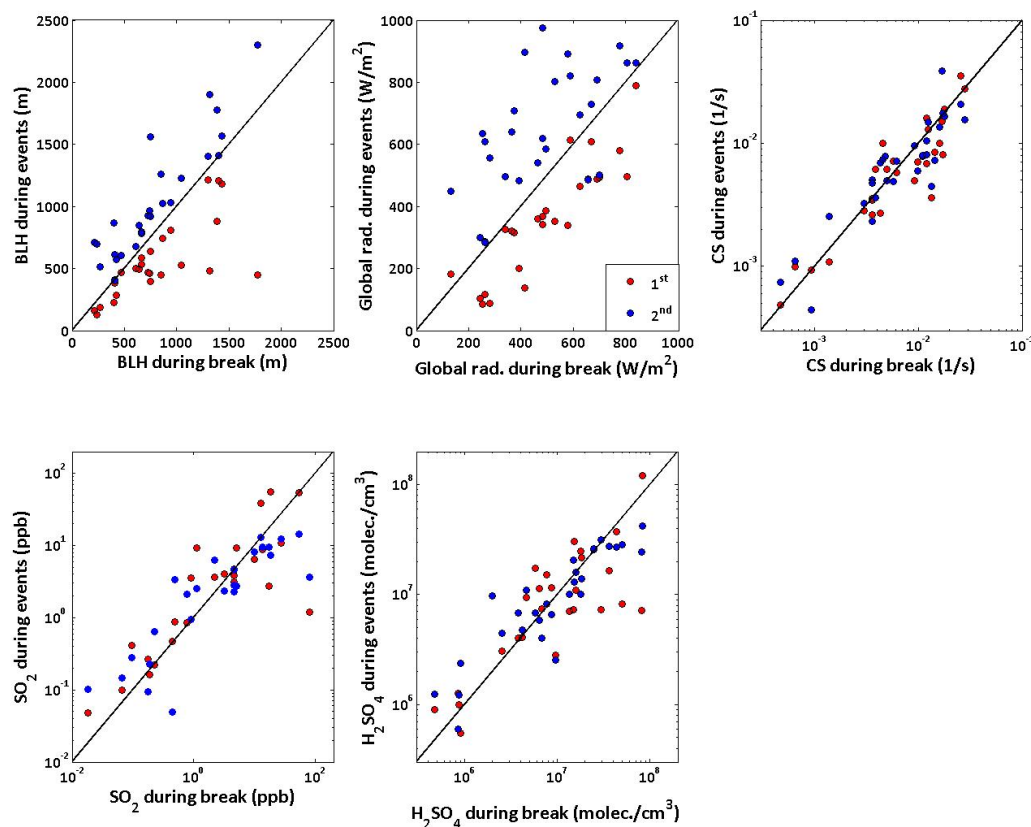 BLH during events (m)
2500
2000
1500
1000
500
0
0 500 1000 1500 2000 2500
BLH during break (m)
Global rad. during events (W/m²)
1000
800
600
400
200
0
0 200 400 600 800 1000
Global rad. during break (W/m²)
1ˢᵗ
2ⁿᵈ
CS during events (1/s)
10⁻¹
10⁻²
10⁻³
10⁻³ 10⁻² 10⁻¹
CS during break (1/s)
SO₂ during events (ppb)
10²
10¹
10⁰
10⁻¹
10⁻²
10⁻² 10⁰ 10²
SO₂ during break (ppb)
H₂SO₄ during events (molec./cm³)
10⁸
10⁷
10⁶
10⁶ 10⁷ 10⁸
H₂SO₄ during break (molec./cm³)